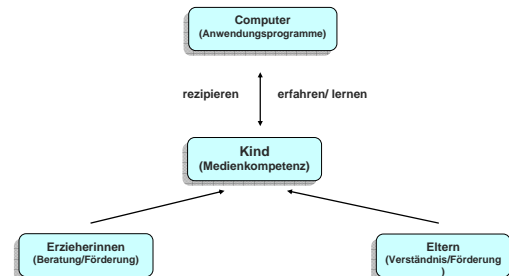 Computer
(Anwendungsprogramme)
rezipieren erfahren/ lernen
Kind
(Medienkompetenz)
Erzieherinnen
(Beratung/Förderung)
Eltern
(Verständnis/Förderung
)